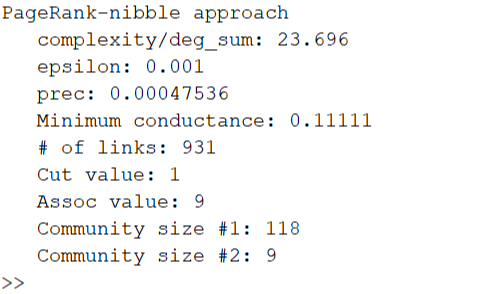 PageRank-nibble approach
complexity/deg_sum: 23.696
epsilon: 0.001
prec: 0.00047536
Minimum conductance: 0.11111
# of links: 931
Cut value: 1
Assoc value: 9
Community size #1: 118
Community size #2: 9
>>